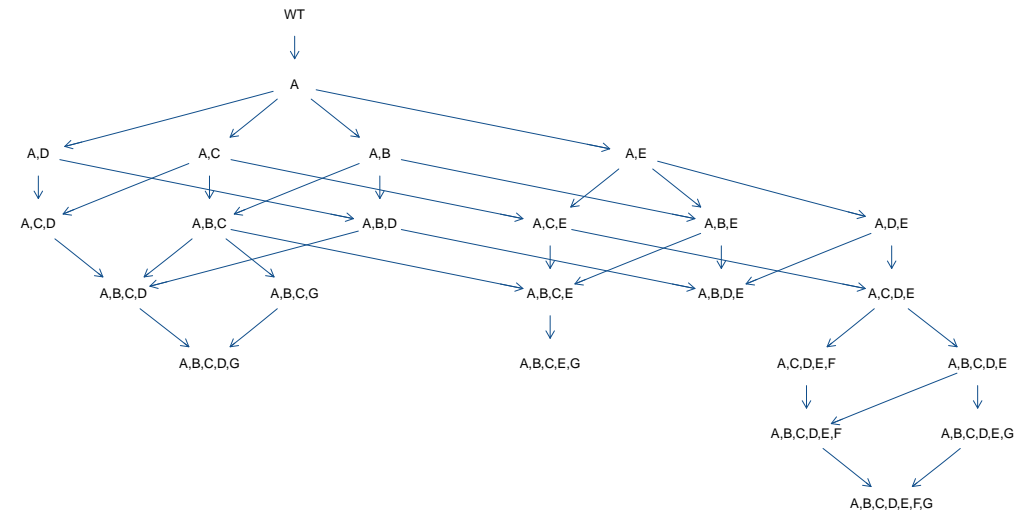 WT
A
A,D A,C A,B A,E
A,C,D A,B,C A,B,D A,C,E A,B,E A,D,E
A,B,C,D A,B,C,G A,B,C,E A,B,D,E A,C,D,E
A,B,C,D,G A,B,C,E,G A,C,D,E,F A,B,C,D,E
A,B,C,D,E,F A,B,C,D,E,G
A,B,C,D,E,F,G